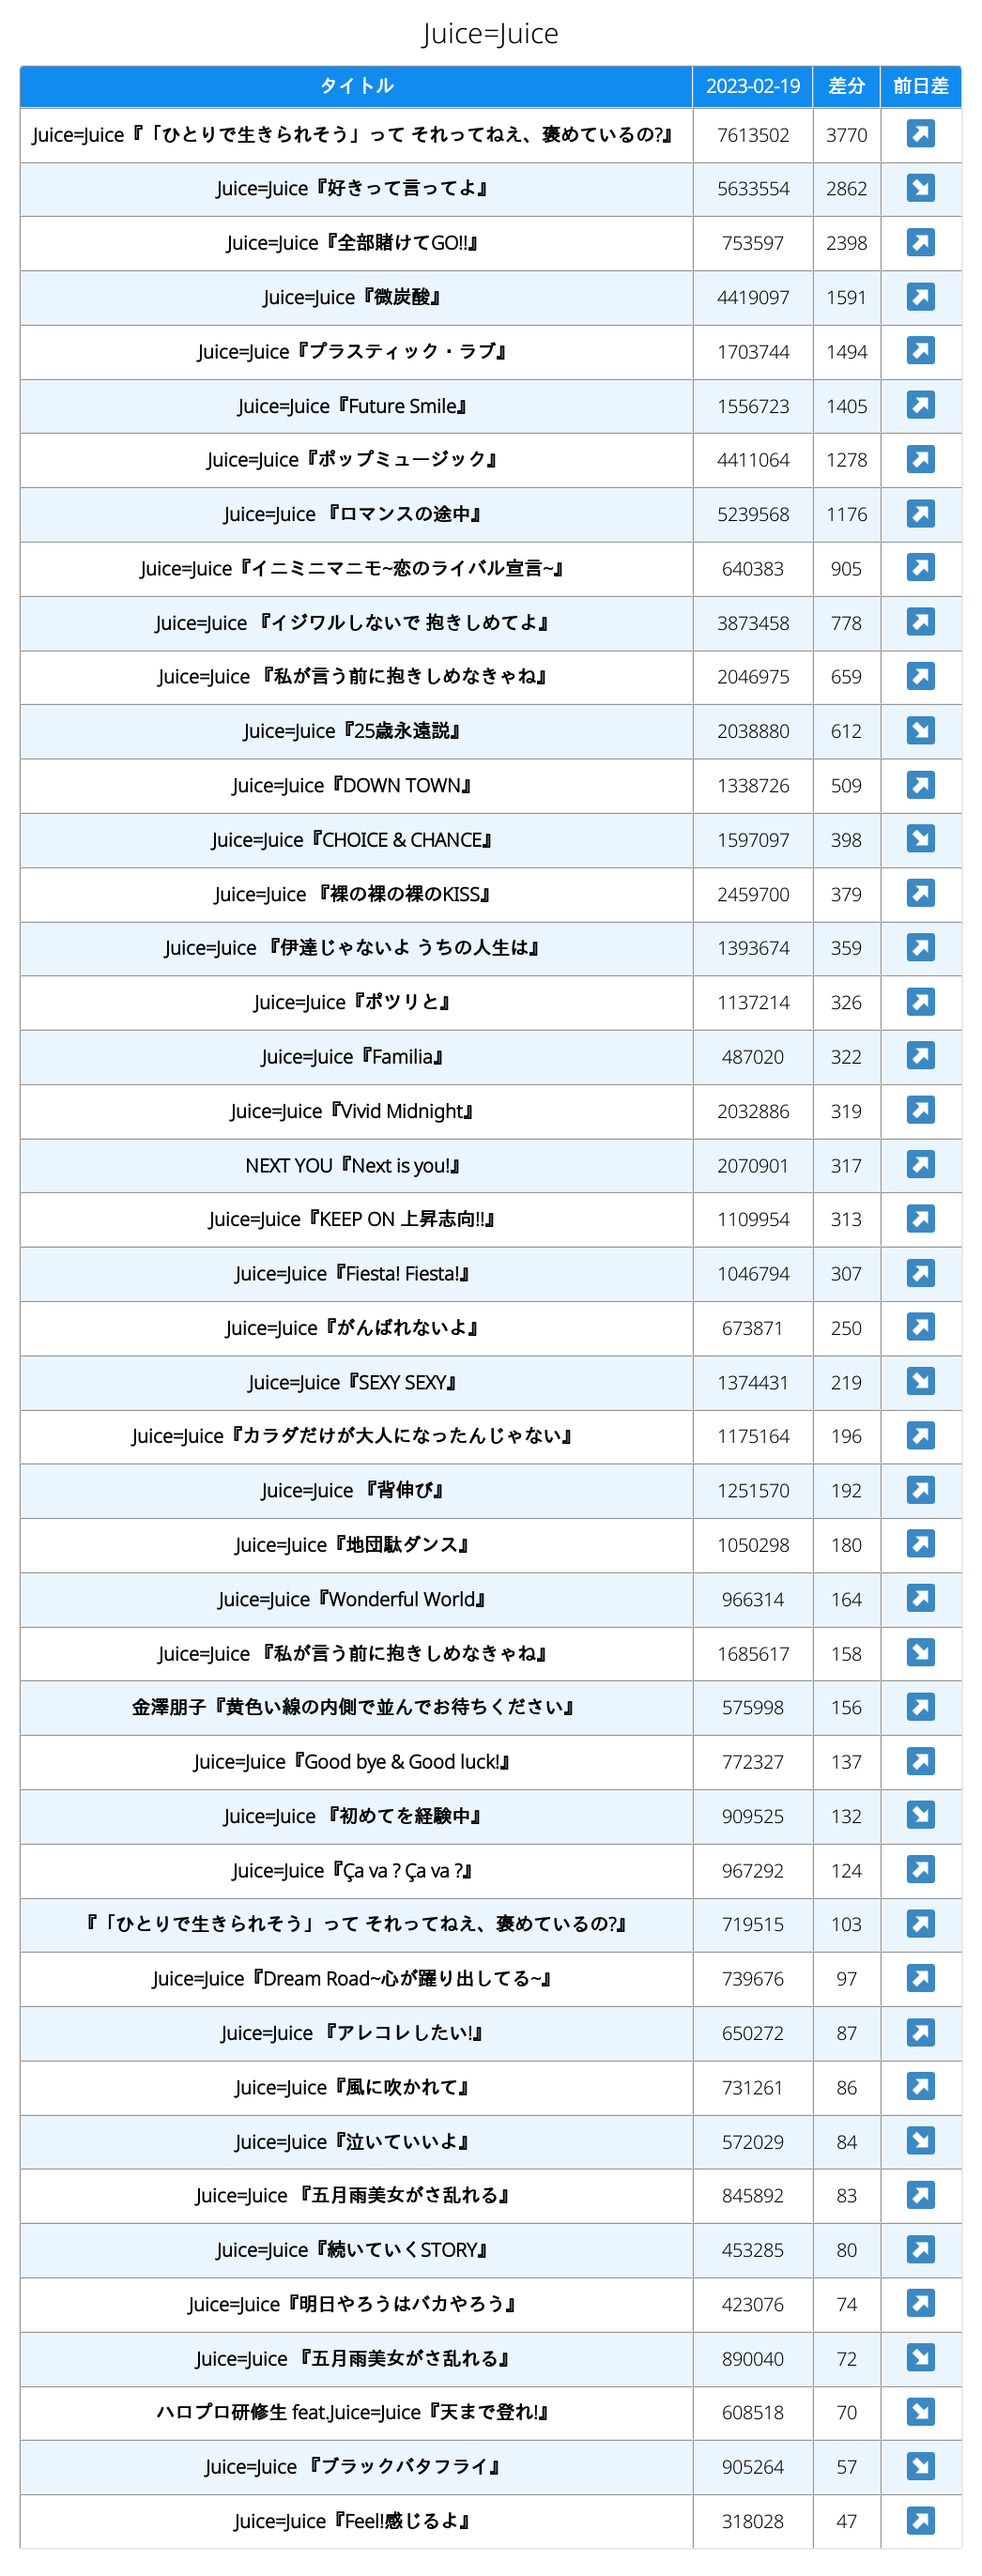 Juice=Juice
タイトル 2023-02-19 差分 前日差
Juice=Juice『「ひとりで生きられそう」って それってねえ、褒めているの?』 7613502 3770
Juice=Juice『好きって言ってよ』 5633554 2862
Juice=Juice『全部賭けてGO!!』 753597 2398
Juice=Juice『微炭酸』 4419097 1591
Juice=Juice『プラスティック・ラブ』 1703744 1494
Juice=Juice『Future Smile』 1556723 1405
Juice=Juice『ポップミュージック』 4411064 1278
Juice=Juice 『ロマンスの途中』 5239568 1176
Juice=Juice『イニミニマニモ~恋のライバル宣言~』 640383 905
Juice=Juice 『イジワルしないで 抱きしめてよ』 3873458 778
Juice=Juice 『私が言う前に抱きしめなきゃね』 2046975 659
Juice=Juice『25歳永遠説』 2038880 612
Juice=Juice『DOWN TOWN』 1338726 509
Juice=Juice『CHOICE & CHANCE』 1597097 398
Juice=Juice 『裸の裸の裸のKISS』 2459700 379
Juice=Juice 『伊達じゃないよ うちの人生は』 1393674 359
Juice=Juice『ポツリと』 1137214 326
Juice=Juice『Familia』 487020 322
Juice=Juice『Vivid Midnight』 2032886 319
NEXT YOU『Next is you!』 2070901 317
Juice=Juice『KEEP ON 上昇志向!!』 1109954 313
Juice=Juice『Fiesta! Fiesta!』 1046794 307
Juice=Juice『がんばれないよ』 673871 250
Juice=Juice『SEXY SEXY』 1374431 219
Juice=Juice『カラダだけが大人になったんじゃない』 1175164 196
Juice=Juice 『背伸び』 1251570 192
Juice=Juice『地団駄ダンス』 1050298 180
Juice=Juice『Wonderful World』 966314 164
Juice=Juice 『私が言う前に抱きしめなきゃね』 1685617 158
金澤朋子『黄色い線の内側で並んでお待ちください』 575998 156
Juice=Juice『Good bye & Good luck!』 772327 137
Juice=Juice 『初めてを経験中』 909525 132
Juice=Juice『Ça va ? Ça va ?』 967292 124
『「ひとりで生きられそう」って それってねえ、褒めているの?』 719515 103
Juice=Juice『Dream Road~心が躍り出してる~』 739676 97
Juice=Juice 『アレコレしたい!』 650272 87
Juice=Juice『風に吹かれて』 731261 86
Juice=Juice『泣いていいよ』 572029 84
Juice=Juice 『五月雨美女がさ乱れる』 845892 83
Juice=Juice『続いていくSTORY』 453285 80
Juice=Juice『明日やろうはバカやろう』 423076 74
Juice=Juice 『五月雨美女がさ乱れる』 890040 72
ハロプロ研修生 feat.Juice=Juice『天まで登れ!』 608518 70
Juice=Juice 『ブラックバタフライ』 905264 57
Juice=Juice『Feel!感じるよ』 318028 47